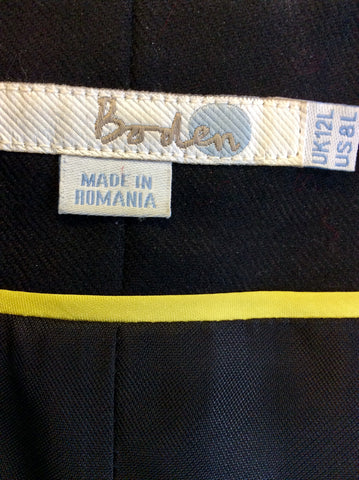 Boden
MADE IN
ROMANIA
UK 12L
US 8L